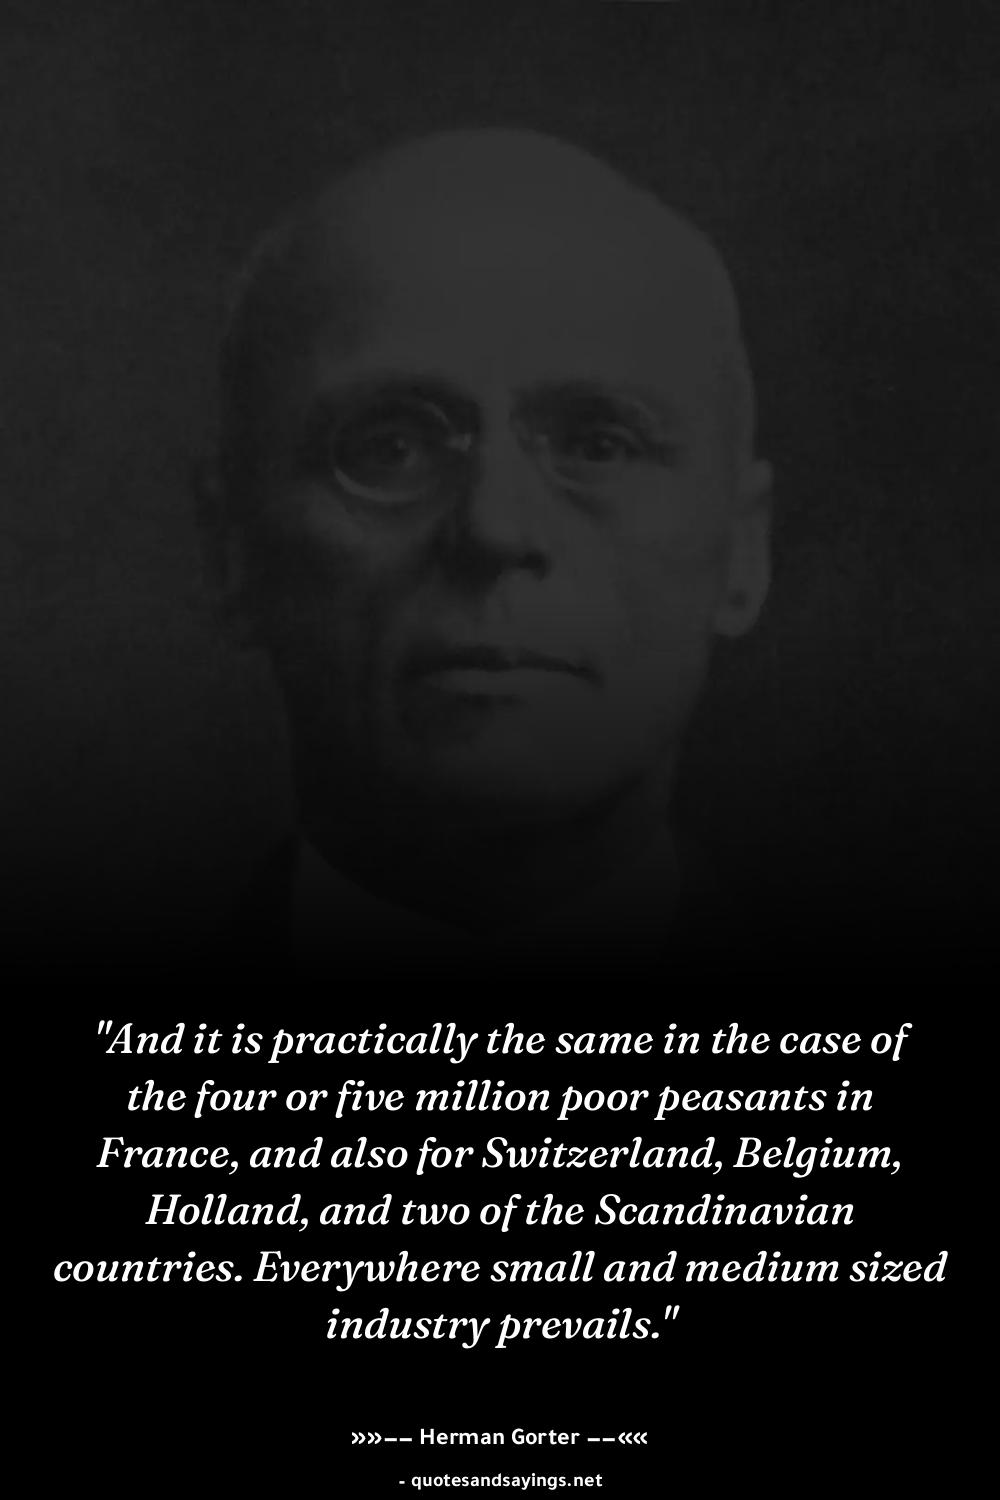 "And it is practically the same in the case of
the four or five million poor peasants in
France, and also for Switzerland, Belgium,
Holland, and two of the Scandinavian
countries. Everywhere small and medium sized
industry prevails."
»»-- Herman Gorter --««
- quotesandsayings.net